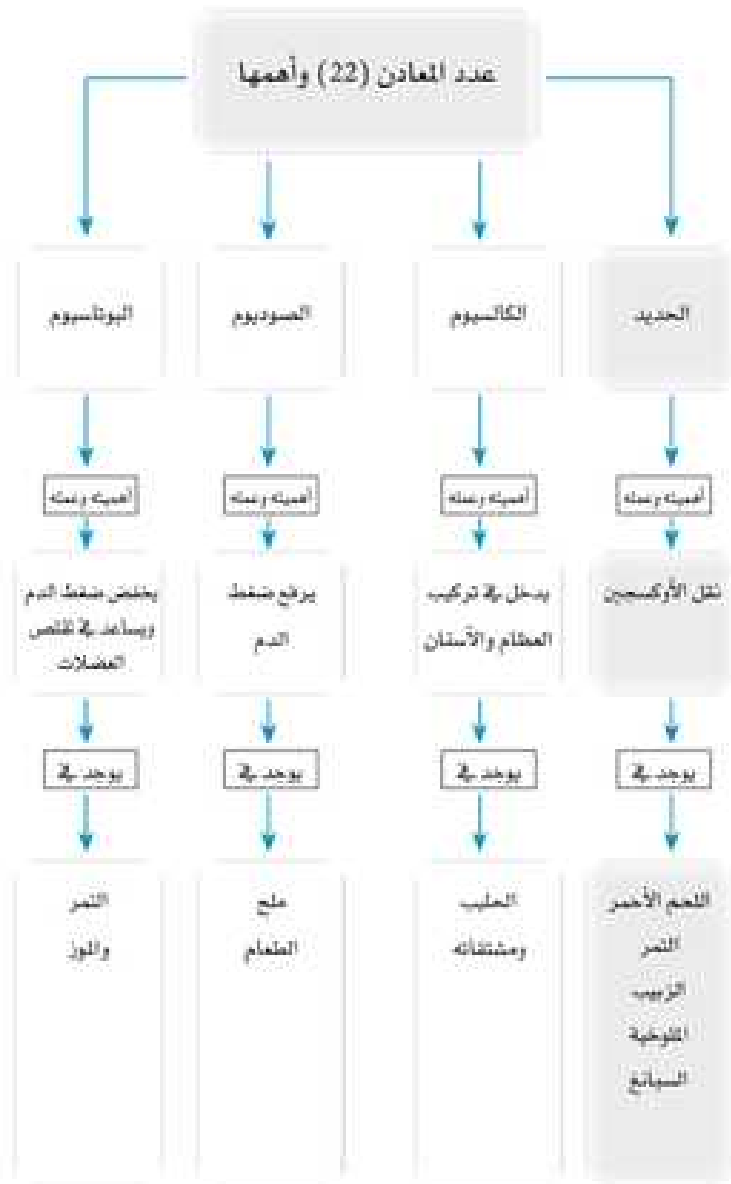 عدد المعادن (22) وأهمها
الحديد
الكالسيوم
الصوديوم
البوتاسيوم
أهميته وعمله
أهميته وعمله
أهميته وعمله
أهميته وعمله
نقل الأوكسجين
يدخل في تركيب
العظام والأسنان
يرفع ضغط
الدم
يخفض ضغط الدم
ويساعد في تقلص
العضلات
يوجد في
يوجد في
يوجد في
يوجد في
اللحم الأحمر
التمر
الزبيب
الملوخية
السبانغ
الحليب
ومشتقاته
ملح
الطعام
التمر
والموز